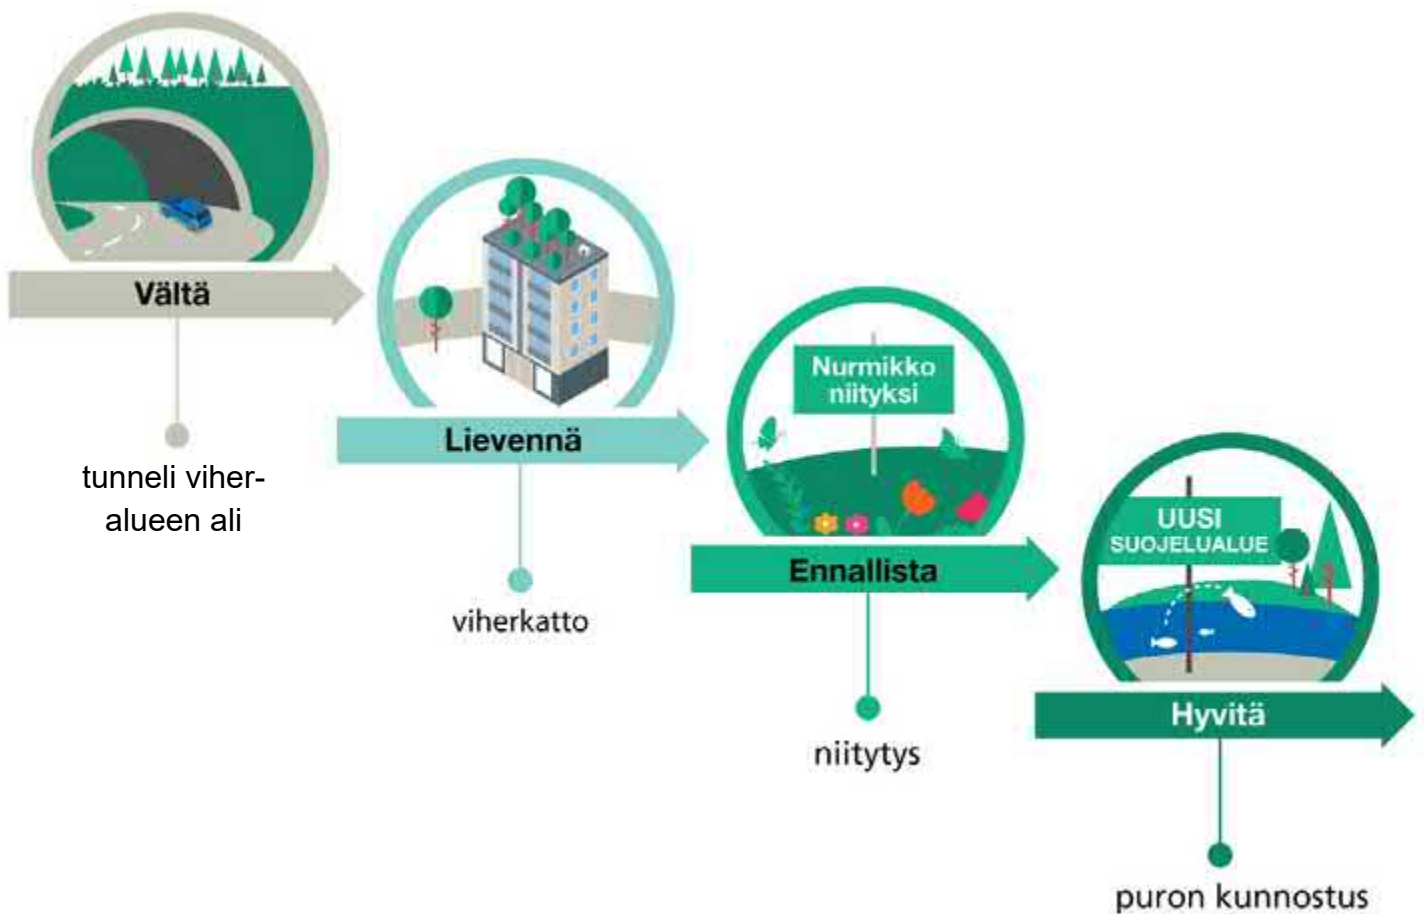 Vältä
tunneli viher-
alueen ali
Lievennä
viherkatto
Nurmikko
niityksi
Ennallista
niitytys
UUSI
SUOJELUALUE
Hyvitä
puron kunnostus